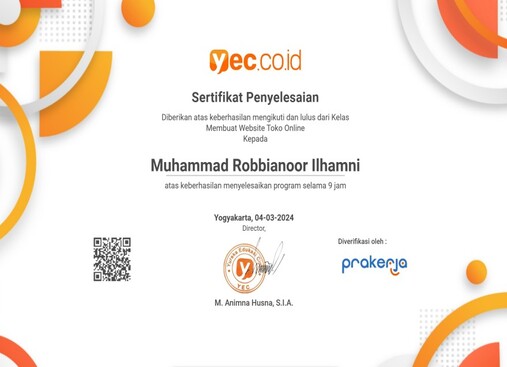 yec.co.id
Sertifikat Penyelesaian
Diberikan atas keberhasilan mengikuti dan lulus dari Kelas
Membuat Website Toko Online
Kepada
Muhammad Robbianoor Ilhamni
atas keberhasilan menyelesaikan program selama 9 jam
Yogyakarta, 04-03-2024
Director,
Diverifikasi oleh :
prakerja
YEC
M. Animna Husna, S.I.A.